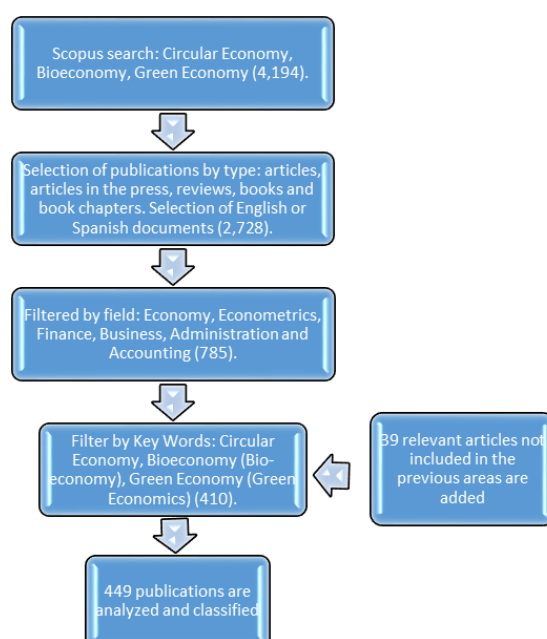 Scopus search: Circular Economy,
Bioeconomy, Green Economy (4,194).
Selection of publications by type: articles,
articles in the press, reviews, books and
book chapters. Selection of English or
Spanish documents (2,728).
Filtered by field: Economy, Econometrics,
Finance, Business, Administration and
Accounting (785).
Filter by Key Words: Circular
Economy, Bioeconomy (Bio-
economy), Green Economy (Green
Economics) (410).
39 relevant articles not
included in the
previous areas are
added
449 publications are
analyzed and classified